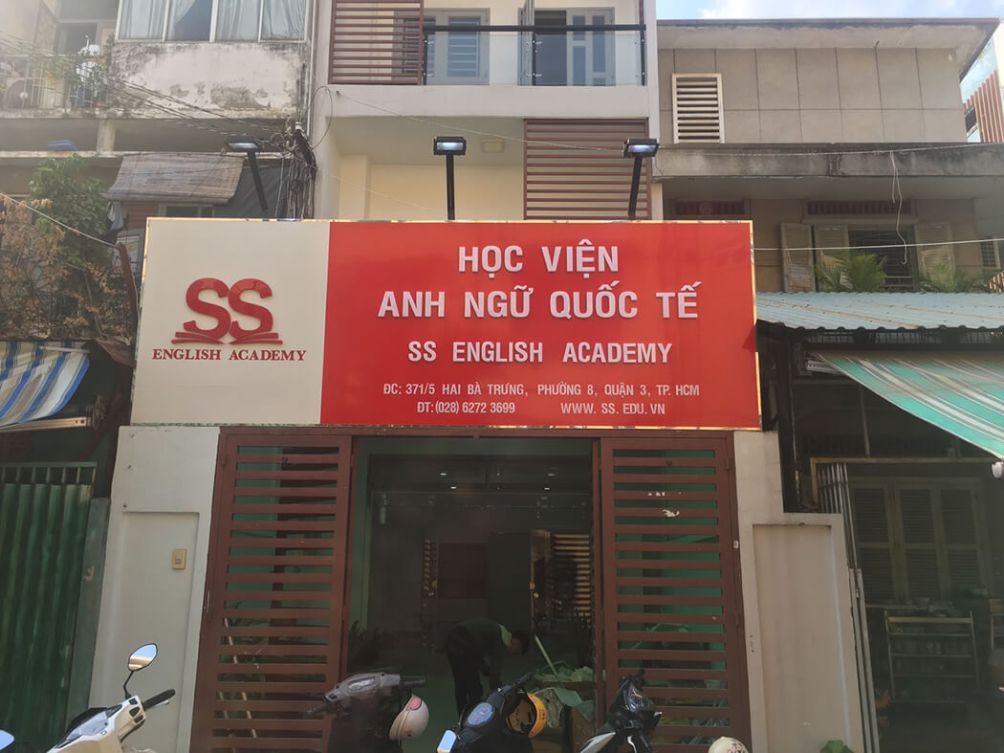 SS
ENGLISH ACADEMY
HỌC VIỆN
ANH NGỮ QUỐC TẾ
SS ENGLISH ACADEMY
ĐC: 371/5 HAI BÀ TRƯNG, PHƯỜNG 8, QUẬN 3, TP. HCM
ĐT: (028) 6272 3699 WWW. SS. EDU.VN